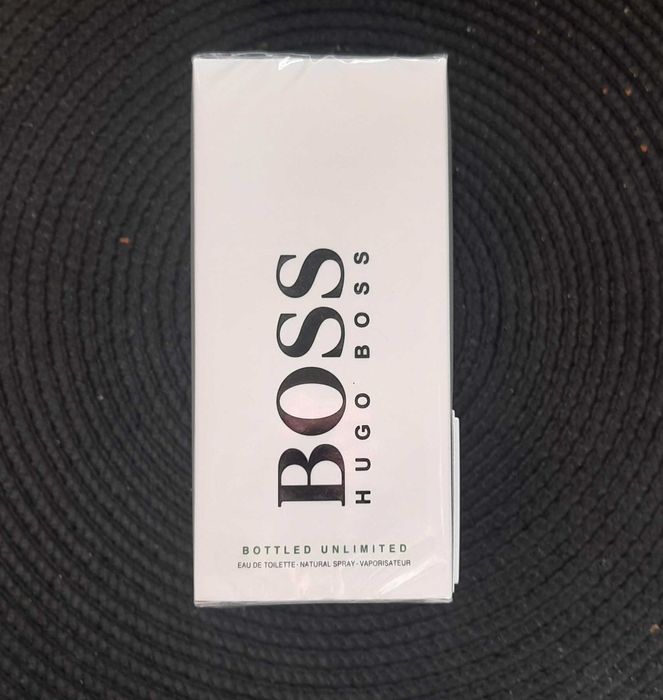 BOSS
HUGO BOSS
BOTTLED UNLIMITED
EAU DE TOILETTE · NATURAL SPRAY · VAPORISATEUR